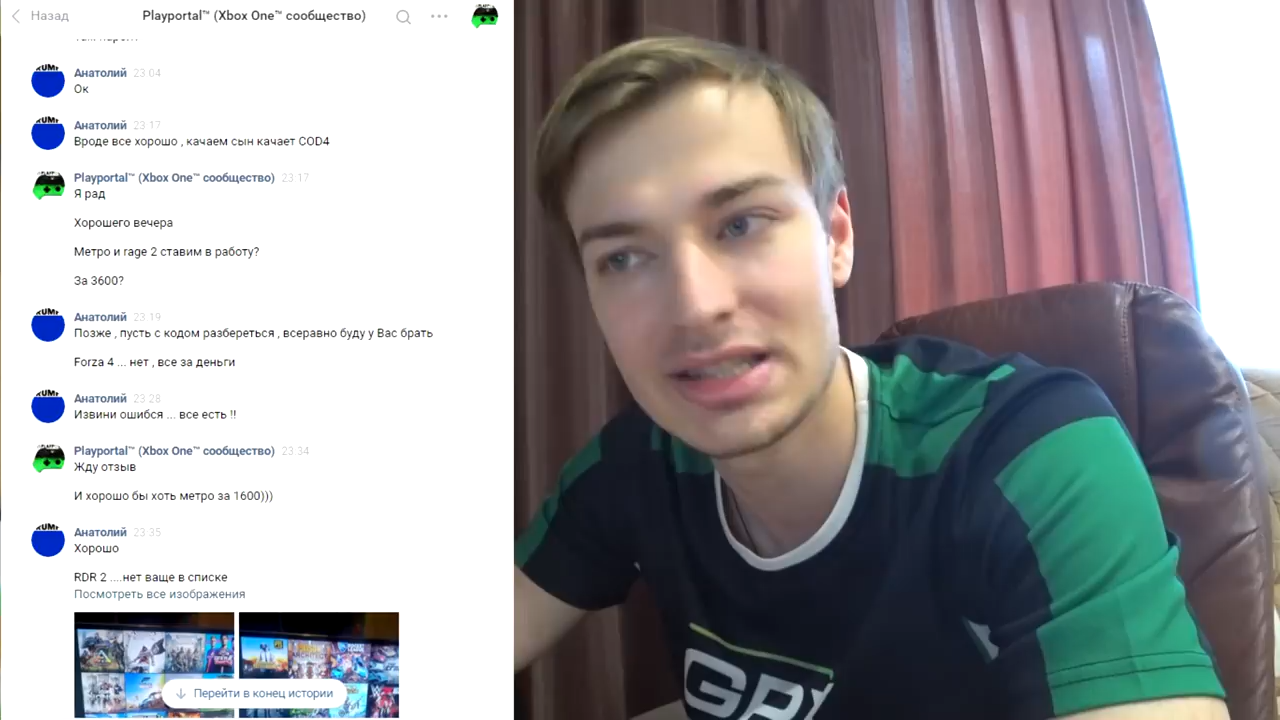 Назад
Playportal™ (Xbox One™ сообщество)
Анатолий 23:04
Ок
Анатолий 23:17
Вроде все хорошо , качаем сын качает COD4
Playportal™ (Xbox One™ сообщество) 23:17
Я рад
Хорошего вечера
Метро и rage 2 ставим в работу?
За 3600?
Анатолий 23:19
Позже , пусть с кодом разбереться , всеравно буду у Вас брать
Forza 4 ... нет , все за деньги
Анатолий 23:28
Извини ошибся ... все есть !!
Playportal™ (Xbox One™ сообщество) 23:34
Жду отзыв
И хорошо бы хоть метро за 1600)))
Анатолий 23:35
Хорошо
RDR 2 ....нет ваще в списке
Посмотреть все изображения
Перейти в конец истории